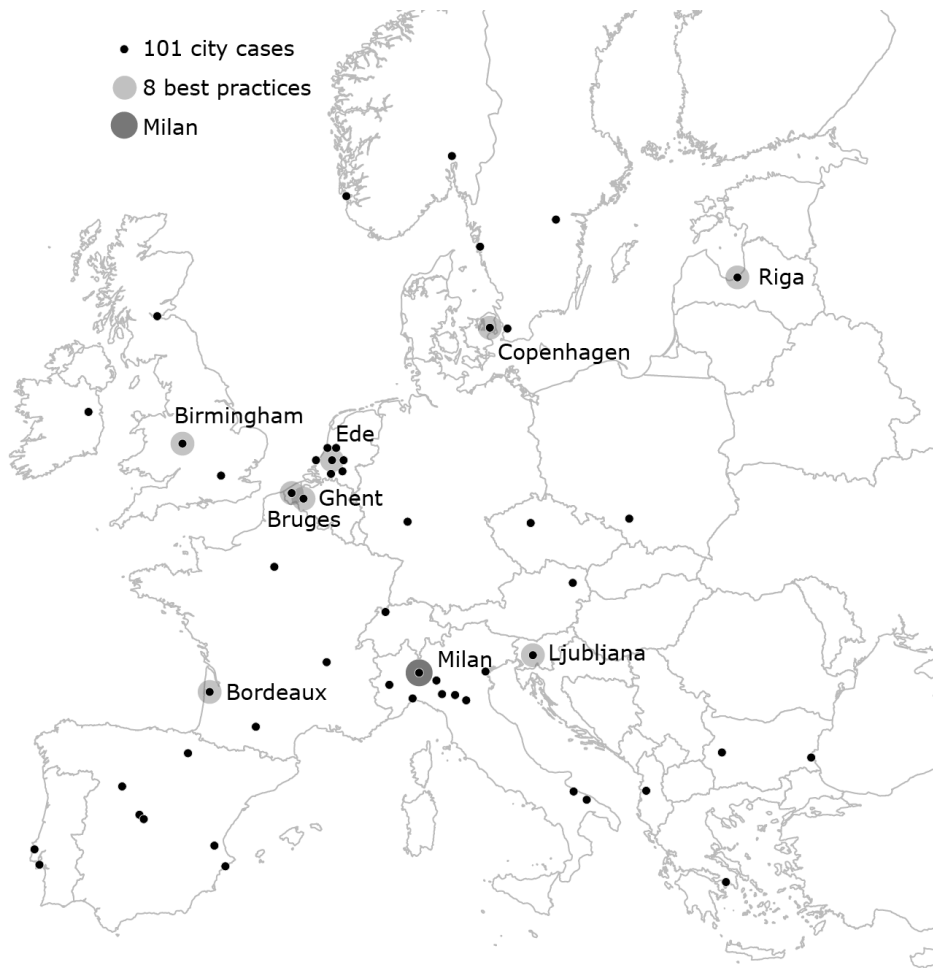 101 city cases
8 best practices
Milan
Riga
Copenhagen
Birmingham
Ede
Ghent
Bruges
Milan
Ljubljana
Bordeaux